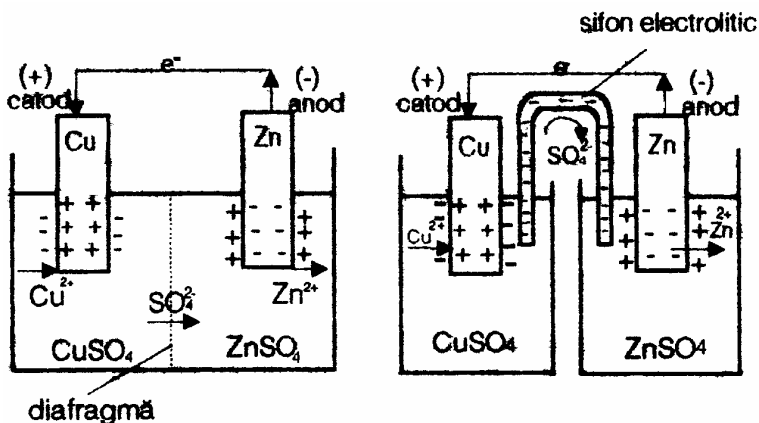 sifon electrolitic
e⁻
(+)
catod
(-)
anod
Cu
Zn
+ +
+ +
+ +
- -
- -
- -
Cu²⁺
SO₄²⁻
Zn²⁺
CuSO₄
ZnSO₄
diafragmă
e
(+)
catod
(-)
anod
Cu
SO₄²⁻
Zn
+ +
+ +
+ +
- -
- -
- -
Cu²⁺
Zn²⁺
CuSO4
ZnSO4